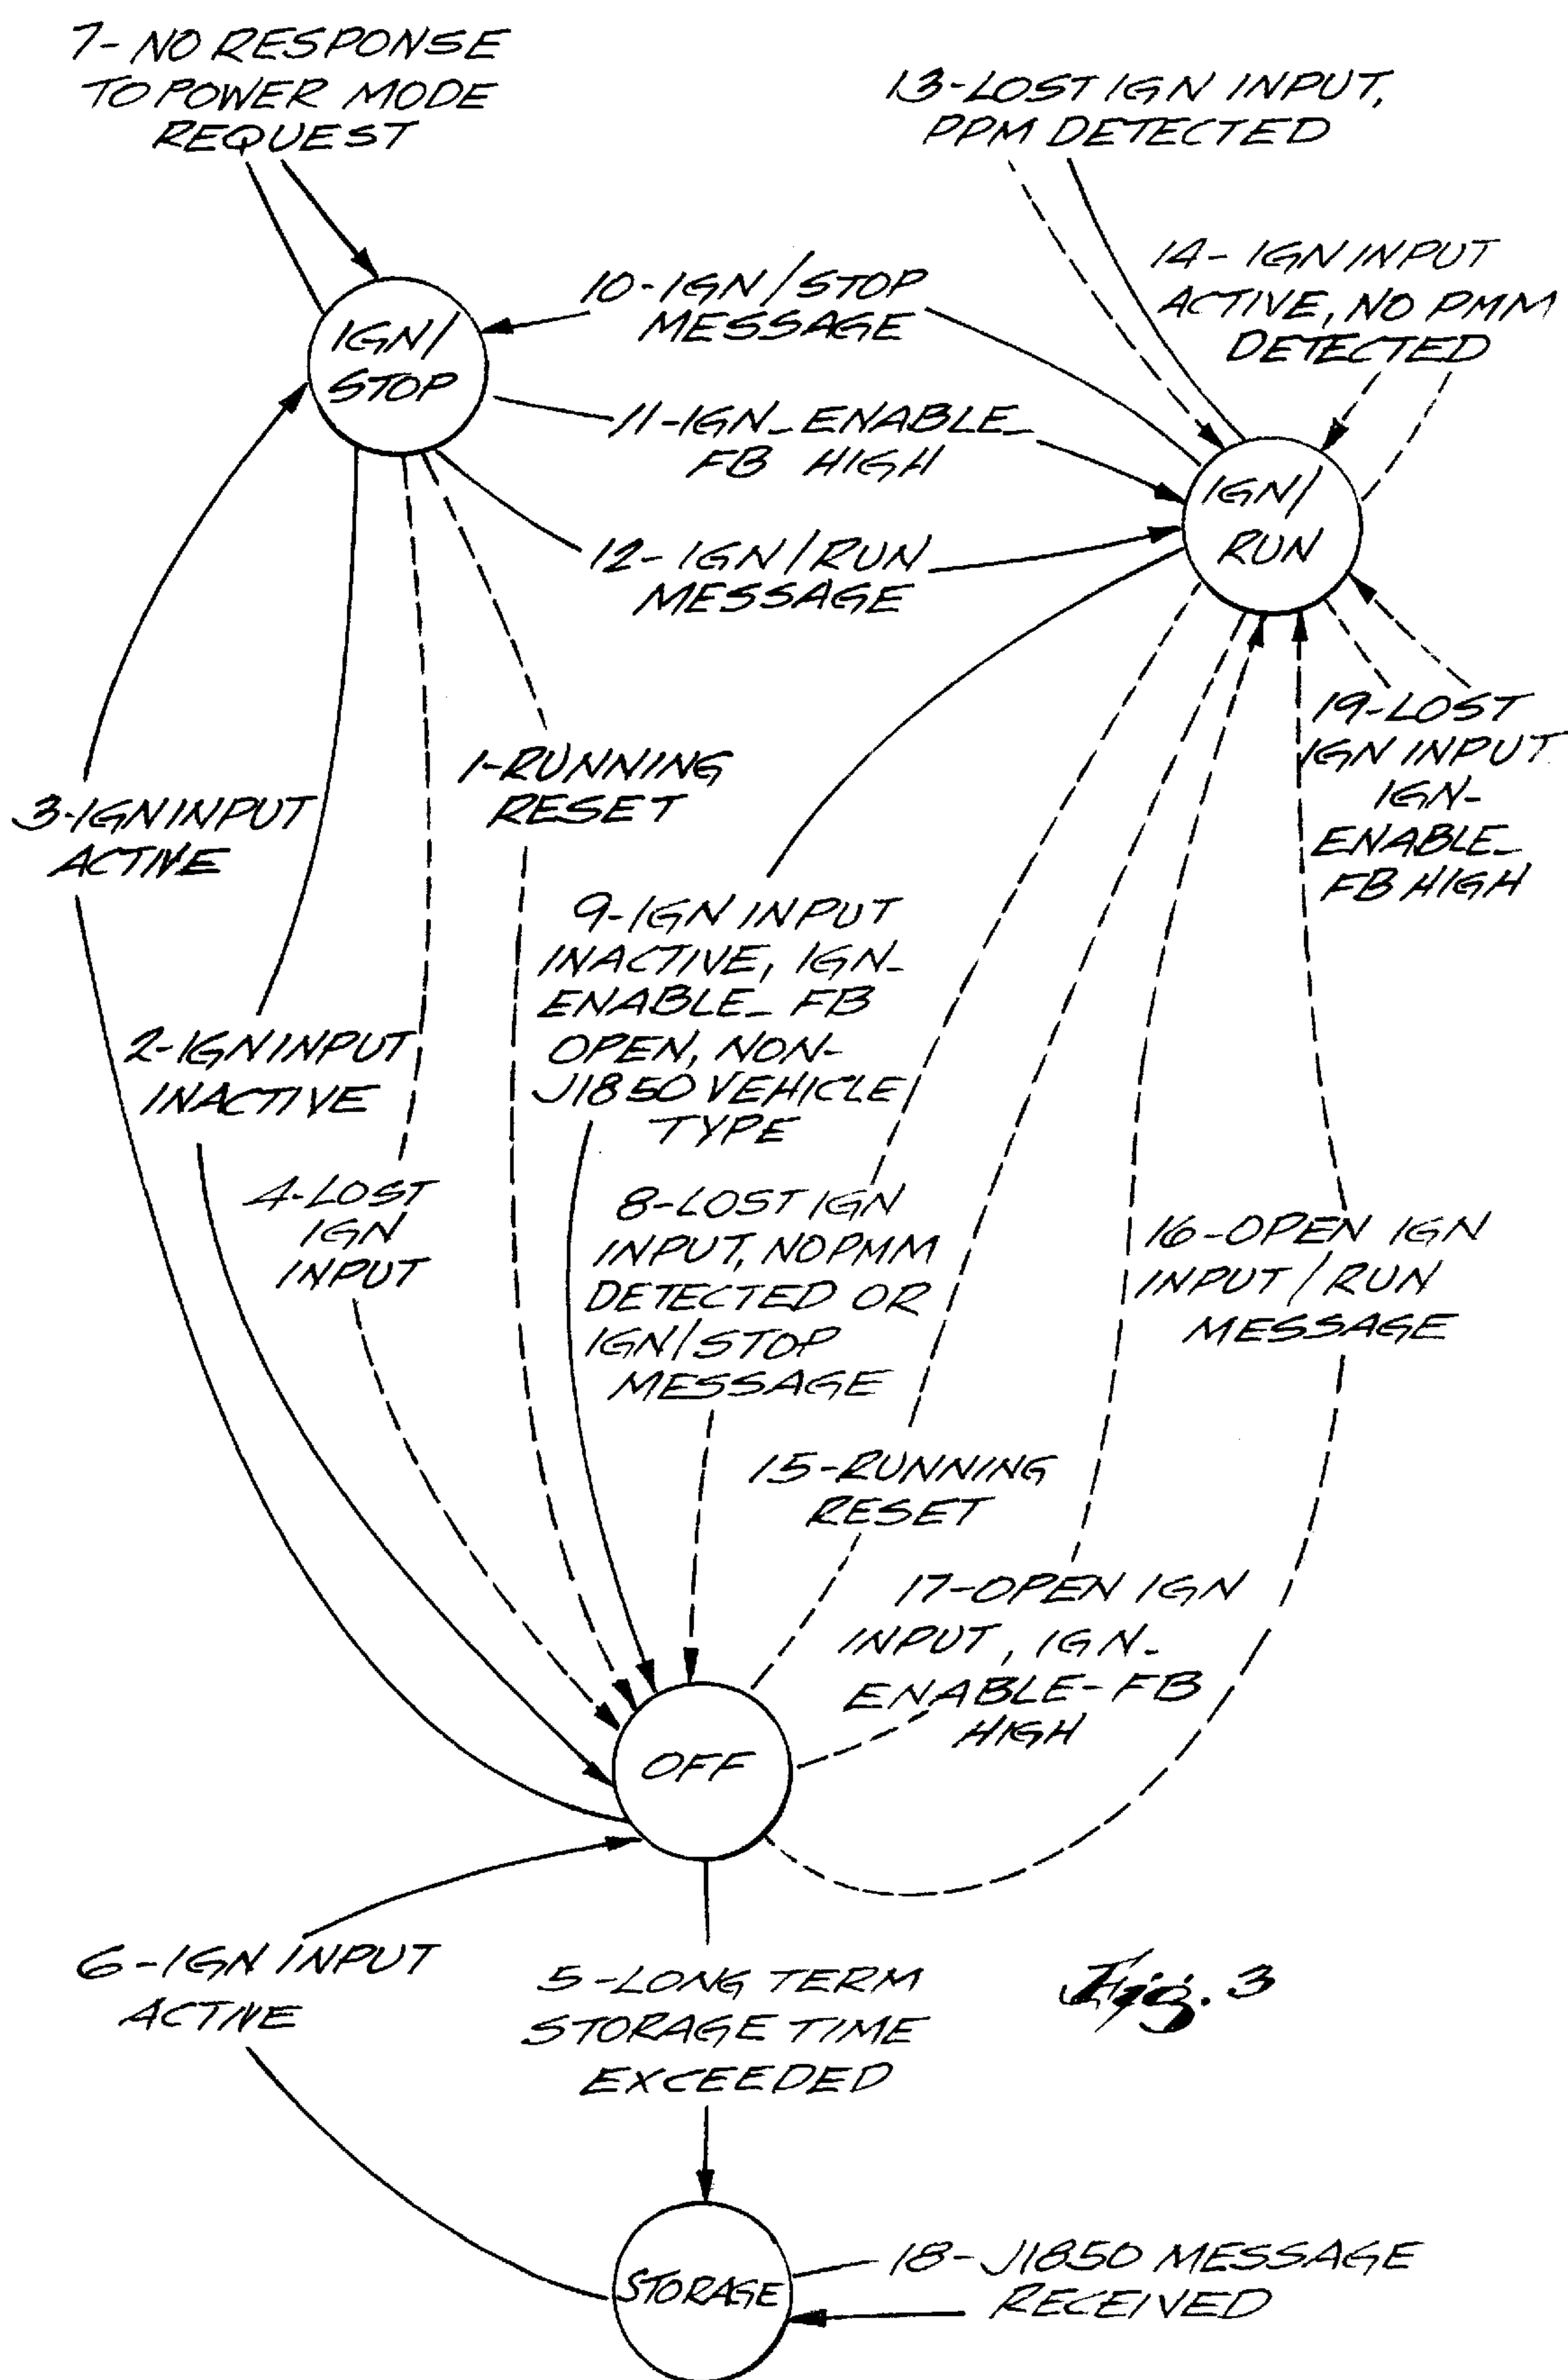 7-NO RESPONSE
TO POWER MODE
REQUEST
13-LOST IGN INPUT,
PPM DETECTED
14- IGN INPUT
ACTIVE, NO PMM
DETECTED
10-IGN/STOP
MESSAGE
IGN/
STOP
11-IGN_ENABLE_
FB HIGH
IGN/
RUN
12-IGN/RUN
MESSAGE
19-LOST
IGN INPUT
IGN-
ENABLE_
FB HIGH
1-RUNNING
RESET
3-IGN INPUT
ACTIVE
9-IGN INPUT
INACTIVE, IGN_
ENABLE_ FB
OPEN, NON-
J1850 VEHICLE
TYPE
2-IGN INPUT
INACTIVE
4-LOST
IGN
INPUT
8-LOST IGN
INPUT, NO PMM
DETECTED OR
IGN/STOP
MESSAGE
16-OPEN IGN
INPUT/RUN
MESSAGE
15-RUNNING
RESET
17-OPEN IGN
INPUT, IGN_
ENABLE-FB
HIGH
OFF
6-IGN INPUT
ACTIVE
5-LONG TERM
STORAGE TIME
EXCEEDED
Fig. 3
STORAGE
18-J1850 MESSAGE
RECEIVED